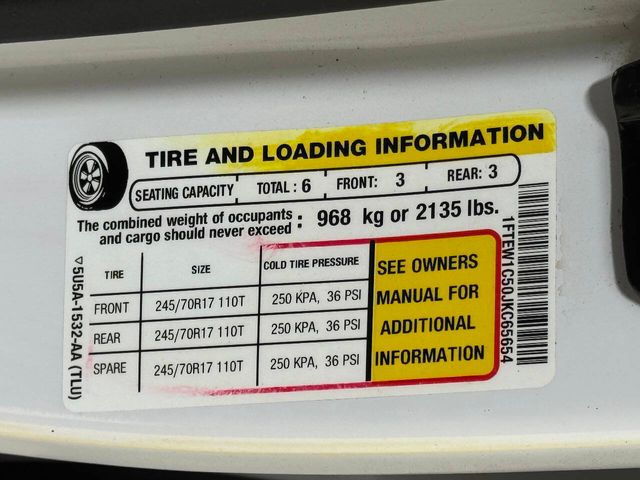 TIRE AND LOADING INFORMATION
SEATING CAPACITY TOTAL : 6 FRONT: 3 REAR: 3
The combined weight of occupants and cargo should never exceed : 968 kg or 2135 lbs.
TIRE SIZE COLD TIRE PRESSURE
FRONT 245/70R17 110T 250 KPA, 36 PSI
REAR 245/70R17 110T 250 KPA, 36 PSI
SPARE 245/70R17 110T 250 KPA, 36 PSI
SEE OWNERS
MANUAL FOR
ADDITIONAL
INFORMATION
5U5A-1532-AA (TLU)
1FTEW1C50JKC65654